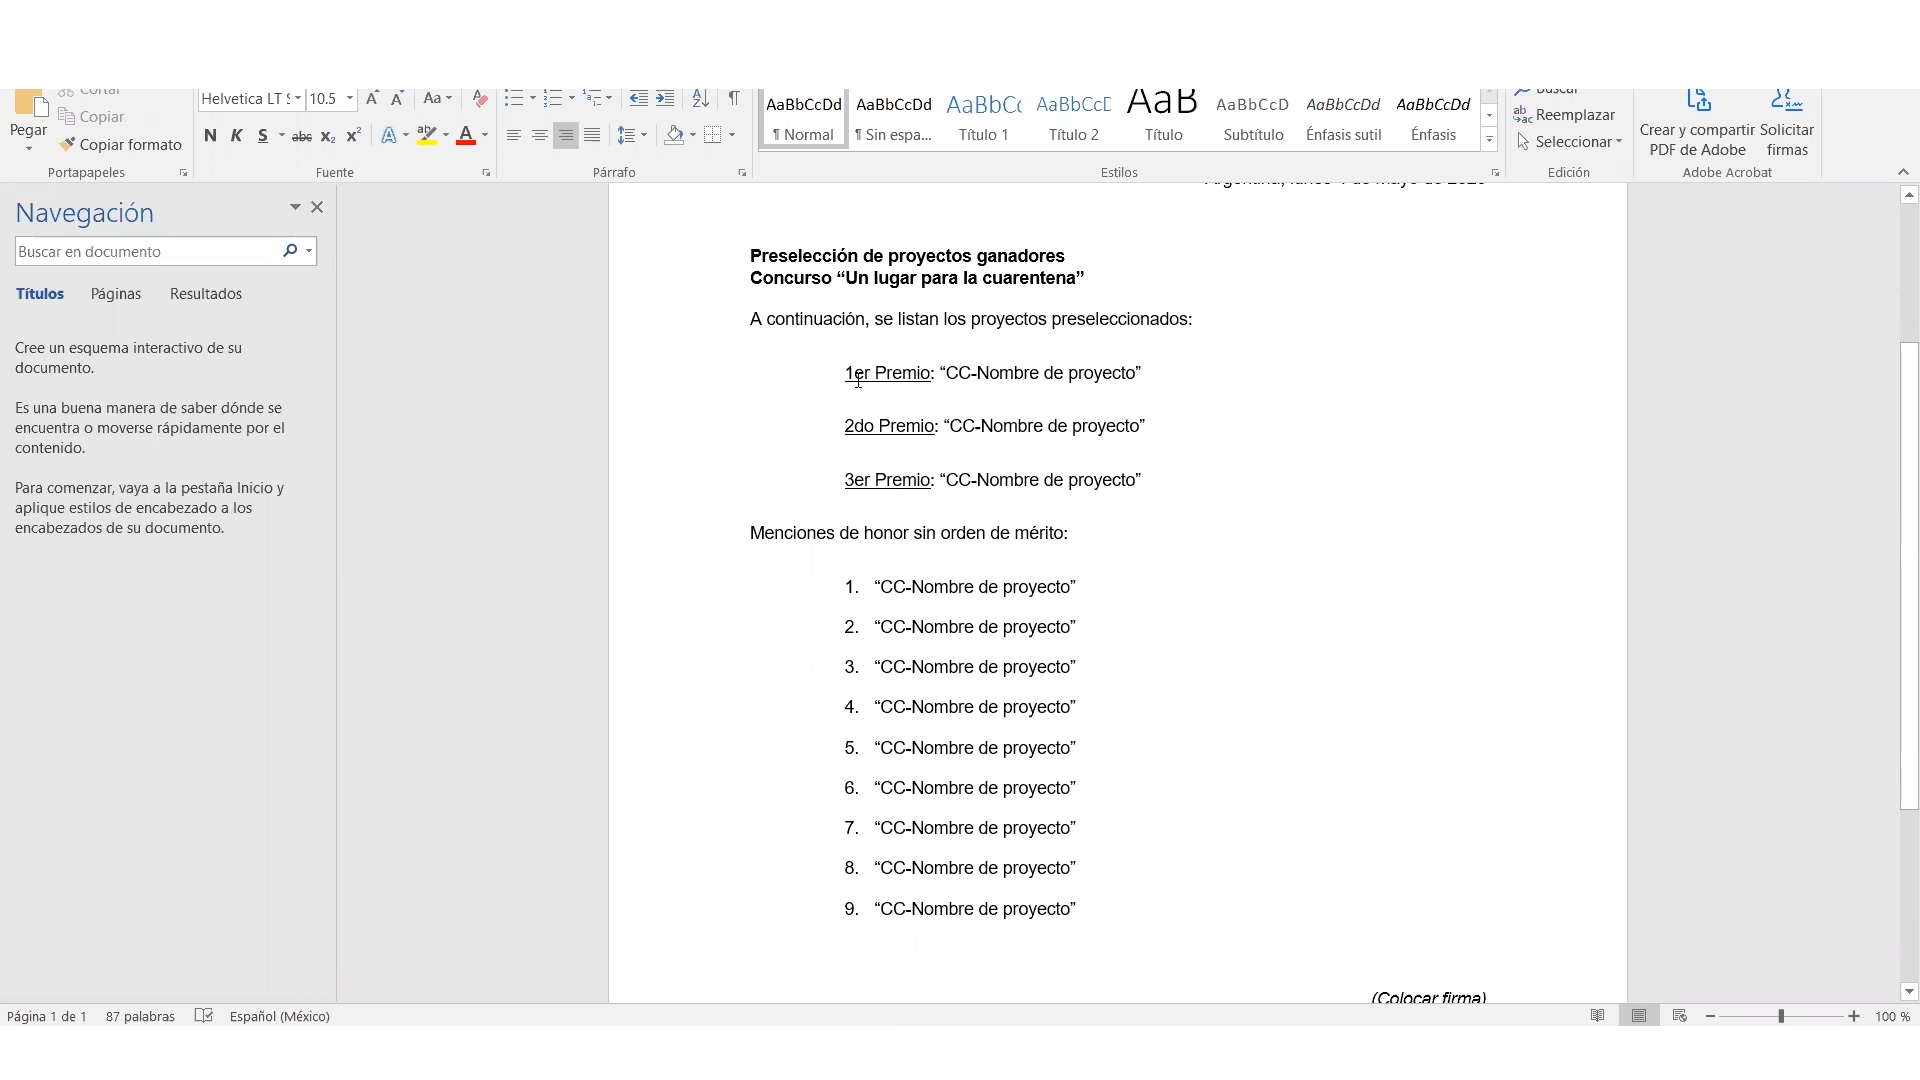 Cortar
Copiar
Copiar formato
Pegar
Portapapeles
Helvetica LT S 10.5 Aa
N K S abc x₂ x² A ab A
Fuente
Párrafo
AaBbCcDd AaBbCcDd AaBbCc AaBbCcD AaB AaBbCcD AaBbCcDd AaBbCcDd
¶ Normal ¶ Sin espa... Título 1 Título 2 Título Subtítulo Énfasis sutil Énfasis
Estilos
Buscar
Reemplazar
Seleccionar
Edición
Crear y compartir
PDF de Adobe
Solicitar
firmas
Adobe Acrobat
Navegación
Buscar en documento
Títulos Páginas Resultados
Cree un esquema interactivo de su
documento.
Es una buena manera de saber dónde se
encuentra o moverse rápidamente por el
contenido.
Para comenzar, vaya a la pestaña Inicio y
aplique estilos de encabezado a los
encabezados de su documento.
Argentina, lunes 4 de mayo de 2020
Preselección de proyectos ganadores
Concurso “Un lugar para la cuarentena”
A continuación, se listan los proyectos preseleccionados:
1er Premio: “CC-Nombre de proyecto”
2do Premio: “CC-Nombre de proyecto”
3er Premio: “CC-Nombre de proyecto”
Menciones de honor sin orden de mérito:
1. “CC-Nombre de proyecto”
2. “CC-Nombre de proyecto”
3. “CC-Nombre de proyecto”
4. “CC-Nombre de proyecto”
5. “CC-Nombre de proyecto”
6. “CC-Nombre de proyecto”
7. “CC-Nombre de proyecto”
8. “CC-Nombre de proyecto”
9. “CC-Nombre de proyecto”
(Colocar firma)
Página 1 de 1 87 palabras Español (México) 100 %